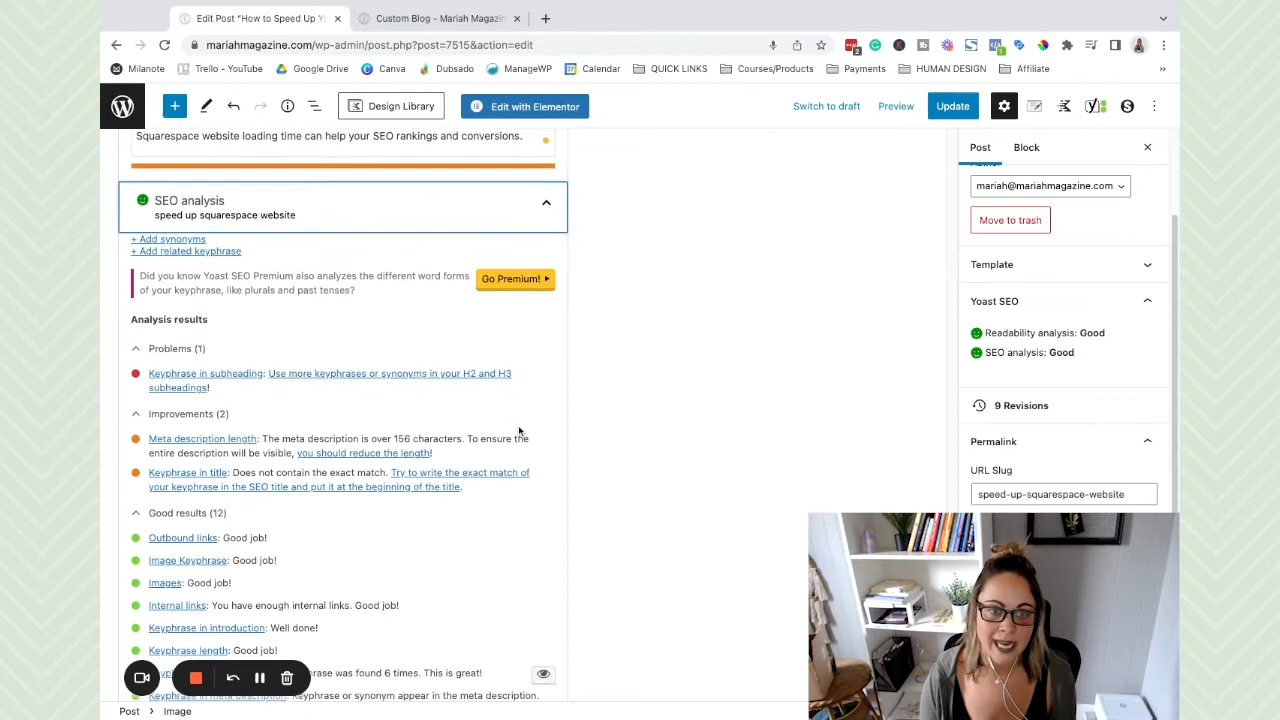 Edit Post "How to Speed Up Yo
Custom Blog - Mariah Magazin
mariahmagazine.com/wp-admin/post.php?post=7515&action=edit
Milanote
Trello - YouTube
Google Drive
Canva
Dubsado
ManageWP
Calendar
QUICK LINKS
Courses/Products
Payments
HUMAN DESIGN
Affiliate
Design Library
Edit with Elementor
Switch to draft
Preview
Update
Squarespace website loading time can help your SEO rankings and conversions.
SEO analysis
speed up squarespace website
+ Add synonyms
+ Add related keyphrase
Did you know Yoast SEO Premium also analyzes the different word forms
of your keyphrase, like plurals and past tenses?
Go Premium!
Analysis results
Problems (1)
Keyphrase in subheading: Use more keyphrases or synonyms in your H2 and H3
subheadings!
Improvements (2)
Meta description length: The meta description is over 156 characters. To ensure the
entire description will be visible, you should reduce the length!
Keyphrase in title: Does not contain the exact match. Try to write the exact match of
your keyphrase in the SEO title and put it at the beginning of the title.
Good results (12)
Outbound links: Good job!
Image Keyphrase: Good job!
Images: Good job!
Internal links: You have enough internal links. Good job!
Keyphrase in introduction: Well done!
Keyphrase length: Good job!
phrase was found 6 times. This is great!
Keyphrase in meta description: Keyphrase or synonym appear in the meta description.
Post
Image
Post
Block
mariah@mariahmagazine.com
Move to trash
Template
Yoast SEO
Readability analysis: Good
SEO analysis: Good
9 Revisions
Permalink
URL Slug
speed-up-squarespace-website